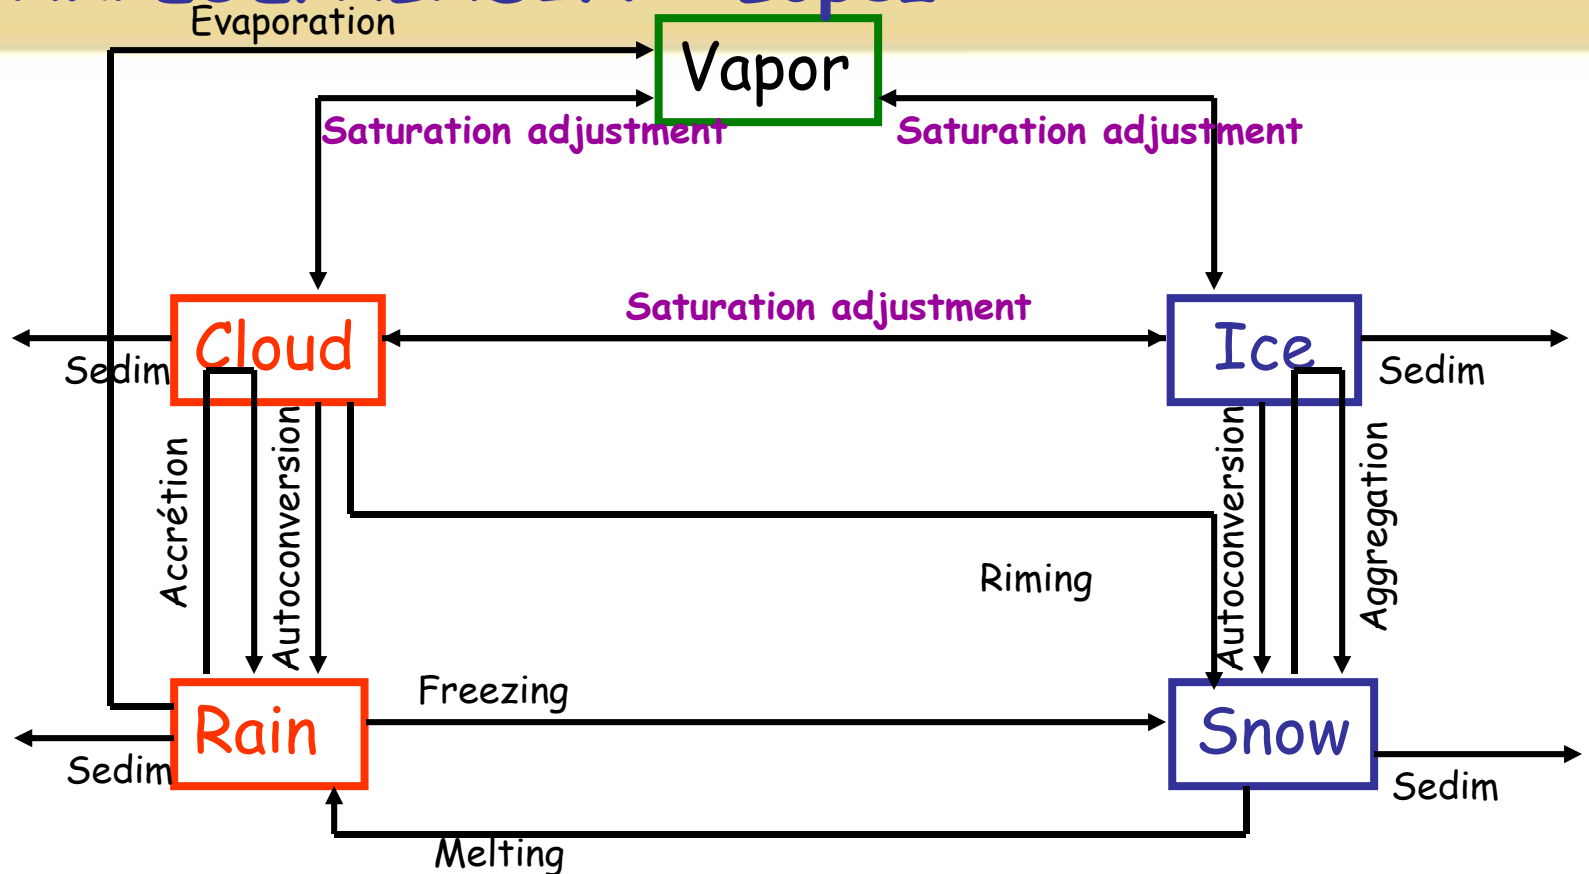 Evaporation
Vapor
Saturation adjustment
Saturation adjustment
Saturation adjustment
Cloud
Ice
Sedim
Sedim
Accrétion
Autoconversion
Autoconversion
Aggregation
Riming
Freezing
Rain
Snow
Sedim
Sedim
Melting